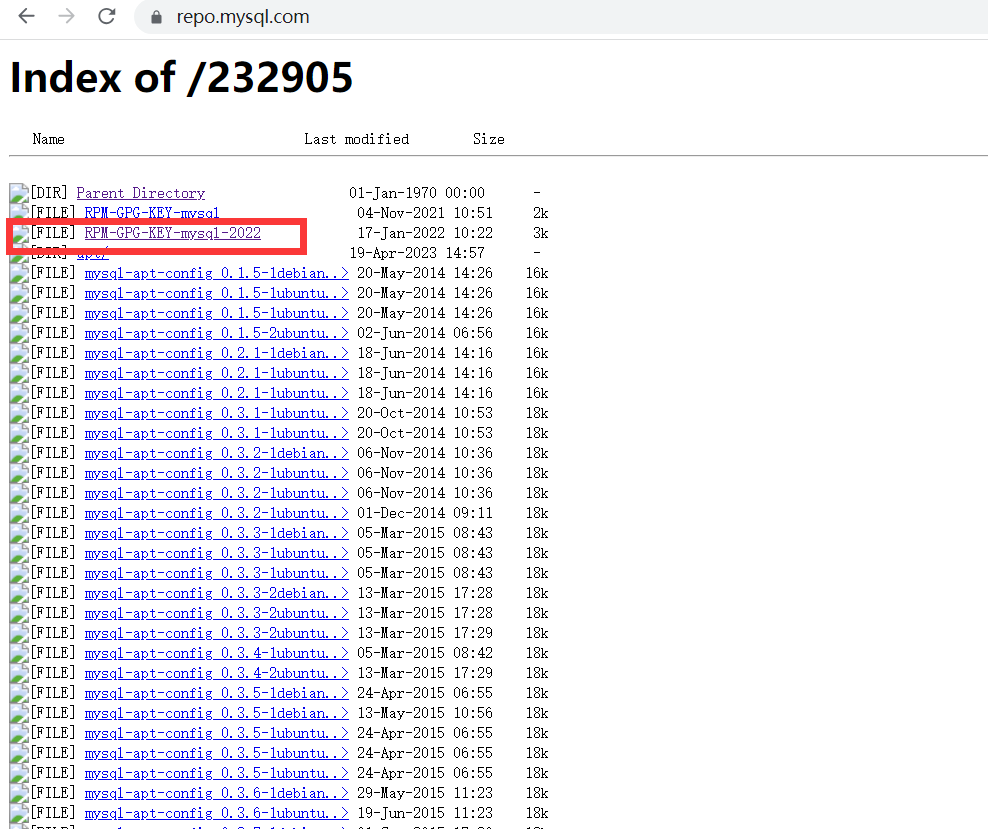 repo.mysql.com
Index of /232905
Name Last modified Size
[DIR] Parent Directory 01-Jan-1970 00:00 -
[FILE] RPM-GPG-KEY-mysql 04-Nov-2021 10:51 2k
[FILE] RPM-GPG-KEY-mysql-2022 17-Jan-2022 10:22 3k
[DIR] apt/ 19-Apr-2023 14:57 -
[FILE] mysql-apt-config_0.1.5-1debian..> 20-May-2014 14:26 16k
[FILE] mysql-apt-config_0.1.5-1ubuntu..> 20-May-2014 14:26 16k
[FILE] mysql-apt-config_0.1.5-1ubuntu..> 20-May-2014 14:26 16k
[FILE] mysql-apt-config_0.1.5-2ubuntu..> 02-Jun-2014 06:56 16k
[FILE] mysql-apt-config_0.2.1-1debian..> 18-Jun-2014 14:16 16k
[FILE] mysql-apt-config_0.2.1-1ubuntu..> 18-Jun-2014 14:16 16k
[FILE] mysql-apt-config_0.2.1-1ubuntu..> 18-Jun-2014 14:16 16k
[FILE] mysql-apt-config_0.3.1-1ubuntu..> 20-Oct-2014 10:53 18k
[FILE] mysql-apt-config_0.3.1-1ubuntu..> 20-Oct-2014 10:53 18k
[FILE] mysql-apt-config_0.3.2-1debian..> 06-Nov-2014 10:36 18k
[FILE] mysql-apt-config_0.3.2-1ubuntu..> 06-Nov-2014 10:36 18k
[FILE] mysql-apt-config_0.3.2-1ubuntu..> 06-Nov-2014 10:36 18k
[FILE] mysql-apt-config_0.3.2-1ubuntu..> 01-Dec-2014 09:11 18k
[FILE] mysql-apt-config_0.3.3-1debian..> 05-Mar-2015 08:43 18k
[FILE] mysql-apt-config_0.3.3-1ubuntu..> 05-Mar-2015 08:43 18k
[FILE] mysql-apt-config_0.3.3-1ubuntu..> 05-Mar-2015 08:43 18k
[FILE] mysql-apt-config_0.3.3-2debian..> 13-Mar-2015 17:28 18k
[FILE] mysql-apt-config_0.3.3-2ubuntu..> 13-Mar-2015 17:28 18k
[FILE] mysql-apt-config_0.3.3-2ubuntu..> 13-Mar-2015 17:29 18k
[FILE] mysql-apt-config_0.3.4-1ubuntu..> 05-Mar-2015 08:42 18k
[FILE] mysql-apt-config_0.3.4-2ubuntu..> 13-Mar-2015 17:29 18k
[FILE] mysql-apt-config_0.3.5-1debian..> 24-Apr-2015 06:55 18k
[FILE] mysql-apt-config_0.3.5-1debian..> 13-May-2015 10:56 18k
[FILE] mysql-apt-config_0.3.5-1ubuntu..> 24-Apr-2015 06:55 18k
[FILE] mysql-apt-config_0.3.5-1ubuntu..> 24-Apr-2015 06:55 18k
[FILE] mysql-apt-config_0.3.5-1ubuntu..> 24-Apr-2015 06:55 18k
[FILE] mysql-apt-config_0.3.6-1debian..> 29-May-2015 11:23 18k
[FILE] mysql-apt-config_0.3.6-1ubuntu..> 19-Jun-2015 11:23 18k